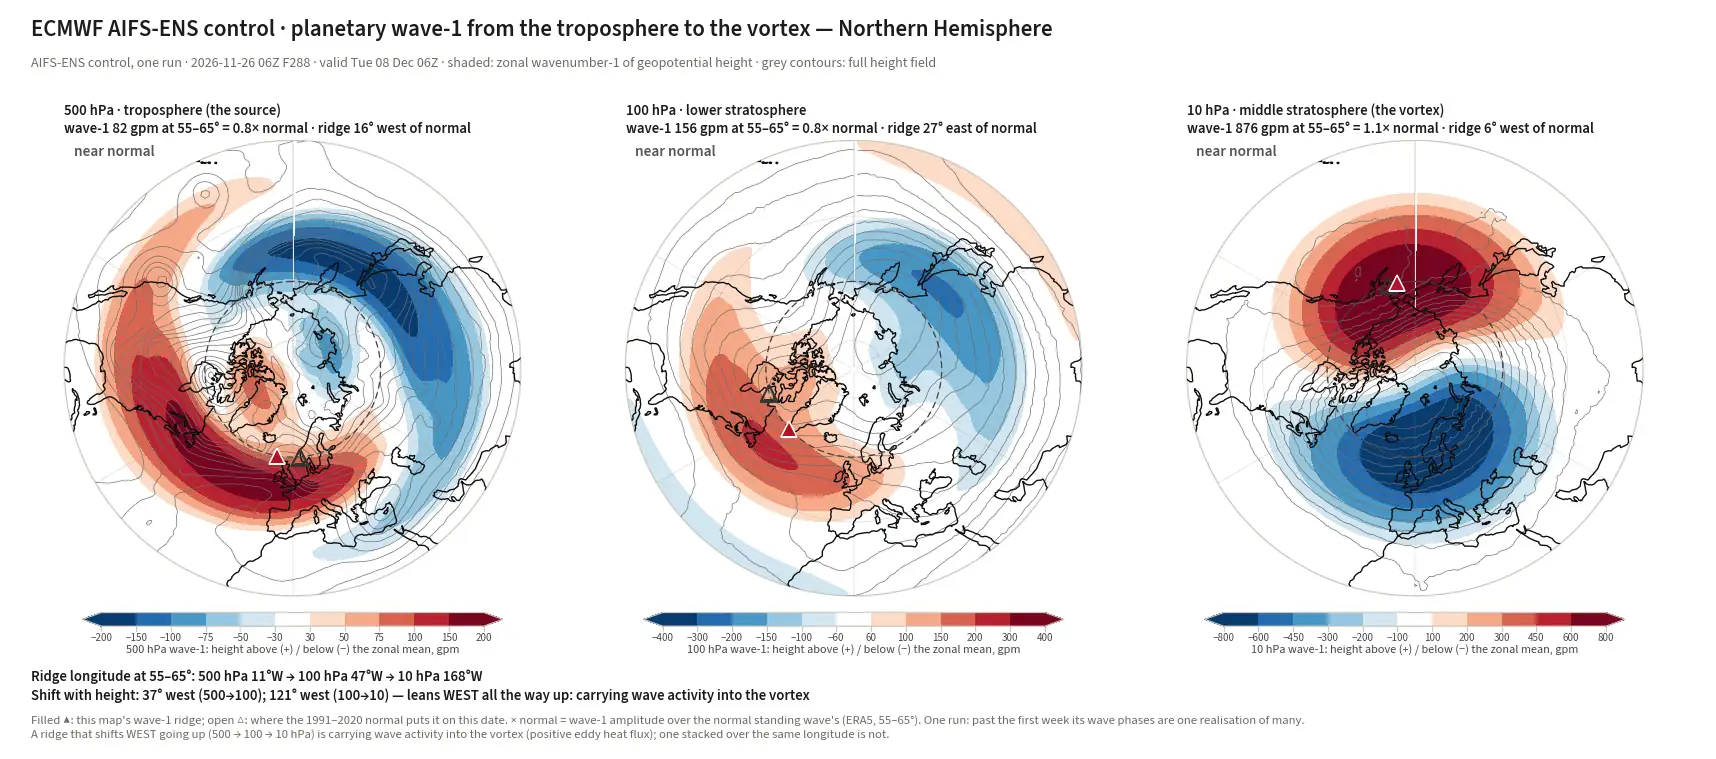 ECMWF AIFS-ENS control · planetary wave-1 from the troposphere to the vortex — Northern Hemisphere
AIFS-ENS control, one run · 2026-11-26 06Z F288 · valid Tue 08 Dec 06Z · shaded: zonal wavenumber-1 of geopotential height · grey contours: full height field
500 hPa · troposphere (the source)
wave-1 82 gpm at 55–65° = 0.8× normal · ridge 16° west of normal
near normal
100 hPa · lower stratosphere
wave-1 156 gpm at 55–65° = 0.8× normal · ridge 27° east of normal
near normal
10 hPa · middle stratosphere (the vortex)
wave-1 876 gpm at 55–65° = 1.1× normal · ridge 6° west of normal
near normal
−200 −150 −100 −75 −50 −30 30 50 75 100 150 200
500 hPa wave-1: height above (+) / below (−) the zonal mean, gpm
−400 −300 −200 −150 −100 −60 60 100 150 200 300 400
100 hPa wave-1: height above (+) / below (−) the zonal mean, gpm
−800 −600 −450 −300 −200 −100 100 200 300 450 600 800
10 hPa wave-1: height above (+) / below (−) the zonal mean, gpm
Ridge longitude at 55–65°: 500 hPa 11°W → 100 hPa 47°W → 10 hPa 168°W
Shift with height: 37° west (500→100); 121° west (100→10) — leans WEST all the way up: carrying wave activity into the vortex
Filled ▲: this map's wave-1 ridge; open △: where the 1991–2020 normal puts it on this date. × normal = wave-1 amplitude over the normal standing wave's (ERA5, 55–65°). One run: past the first week its wave phases are one realisation of many.
A ridge that shifts WEST going up (500 → 100 → 10 hPa) is carrying wave activity into the vortex (positive eddy heat flux); one stacked over the same longitude is not.